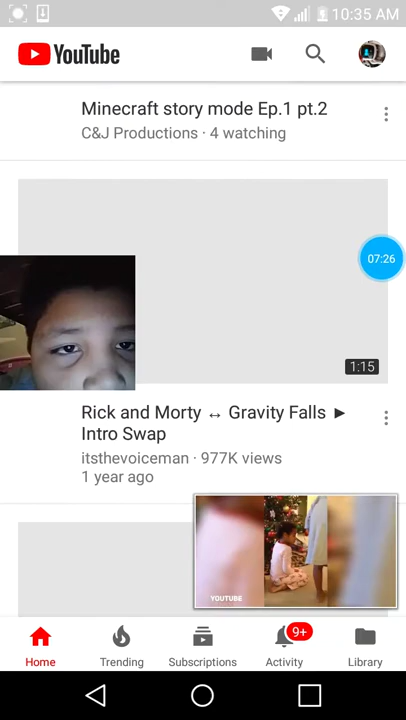 10:35 AM
YouTube
Minecraft story mode Ep.1 pt.2
C&J Productions · 4 watching
07:26
1:15
Rick and Morty ↔ Gravity Falls ►
Intro Swap
itsthevoiceman · 977K views
1 year ago
YOUTUBE
9+
Home
Trending
Subscriptions
Activity
Library